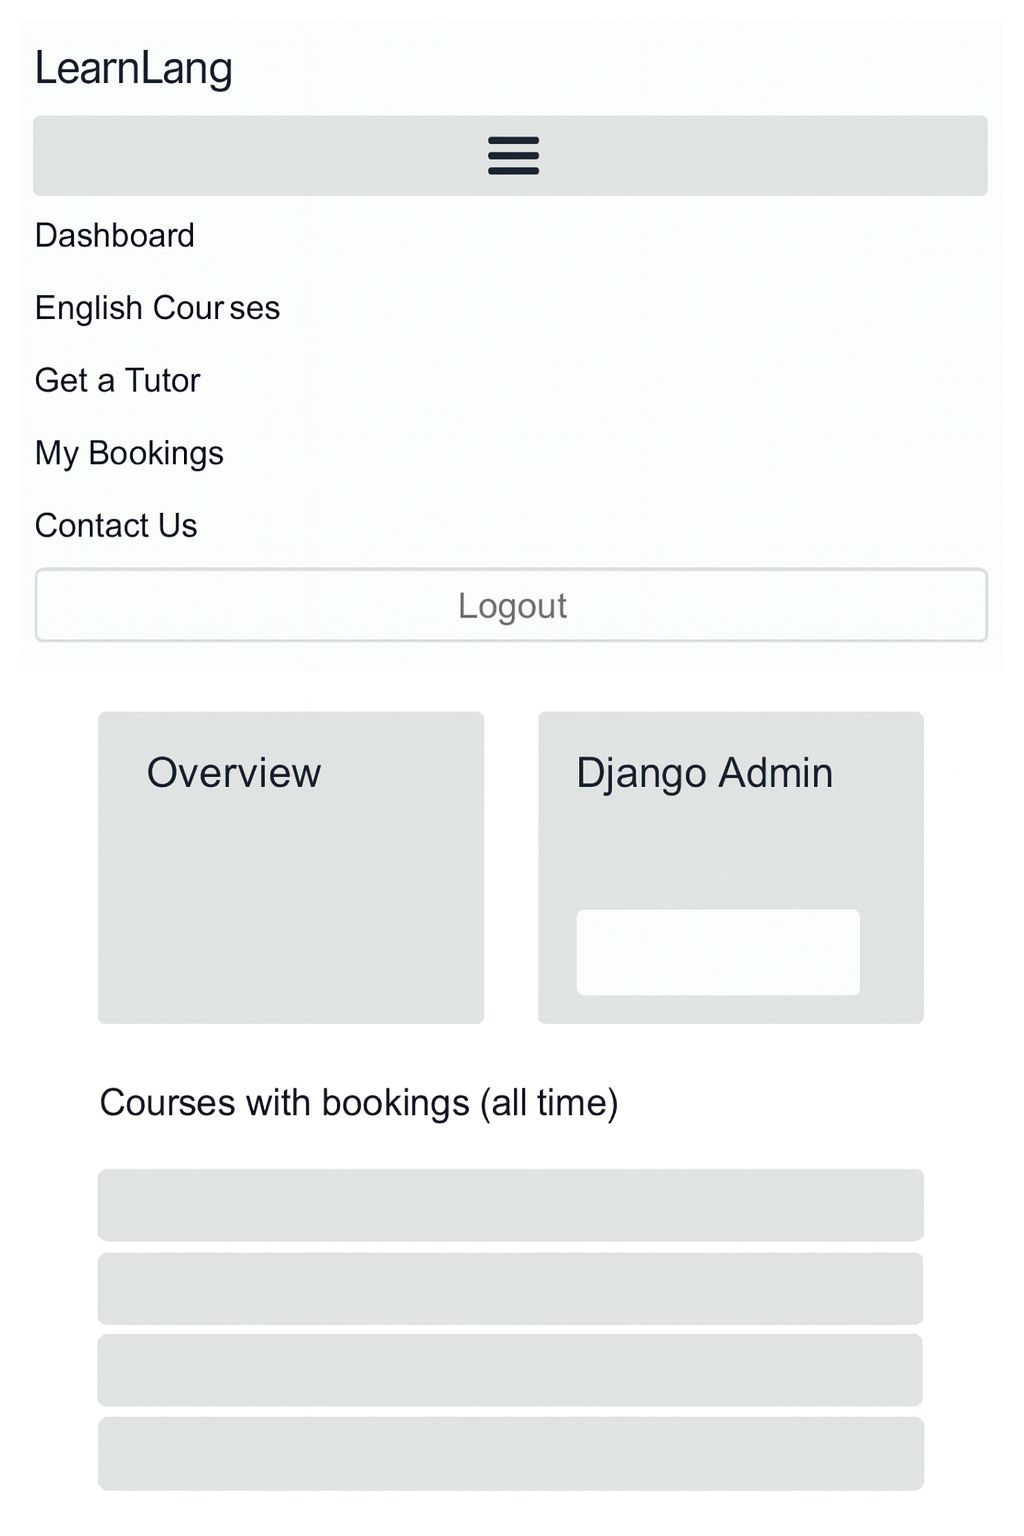 LearnLang
Dashboard
English Courses
Get a Tutor
My Bookings
Contact Us
Logout
Overview
Django Admin
Courses with bookings (all time)